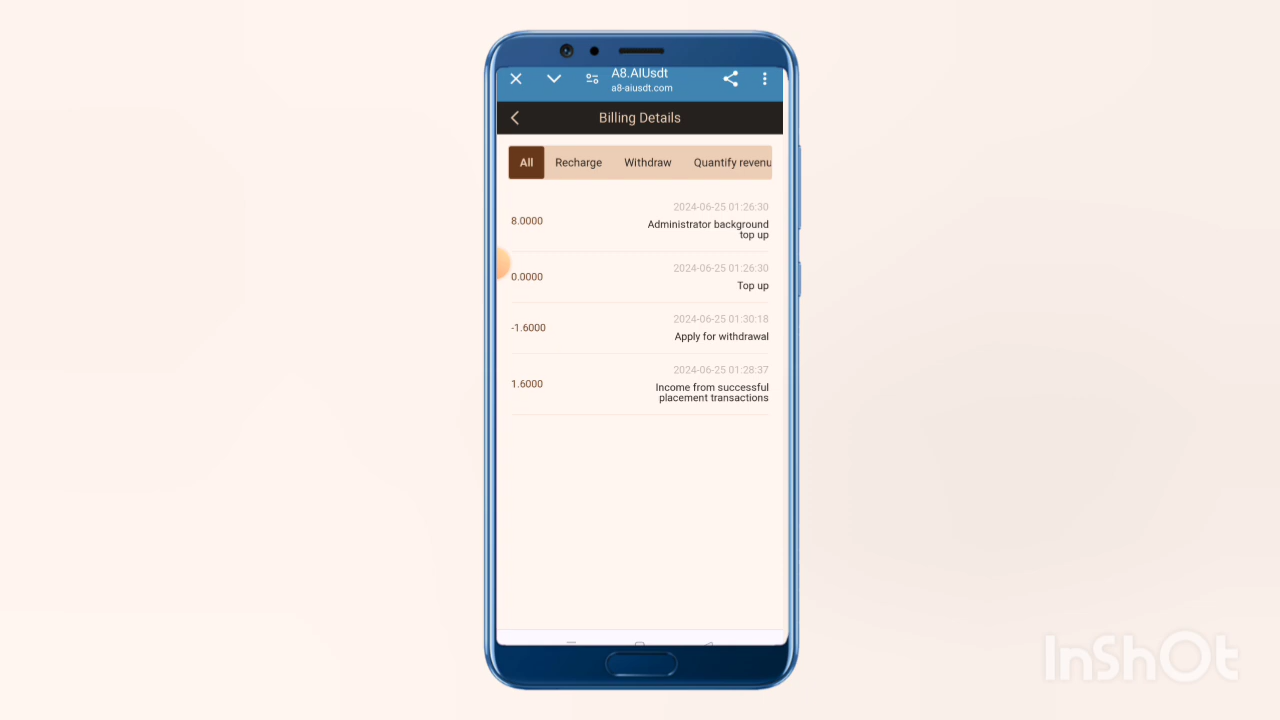 A8.AIUsdt
a8-aiusdt.com
Billing Details
All Recharge Withdraw Quantify revenu
2024-06-25 01:26:30
8.0000
Administrator background
top up
2024-06-25 01:26:30
0.0000
Top up
2024-06-25 01:30:18
-1.6000
Apply for withdrawal
2024-06-25 01:28:37
1.6000
Income from successful
placement transactions
InShOt